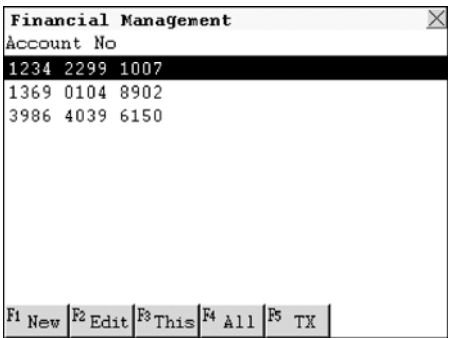 Financial Management
Account No
1234 2299 1007
1369 0104 8902
3986 4039 6150
F1 New F2 Edit F3 This F4 All F5 TX